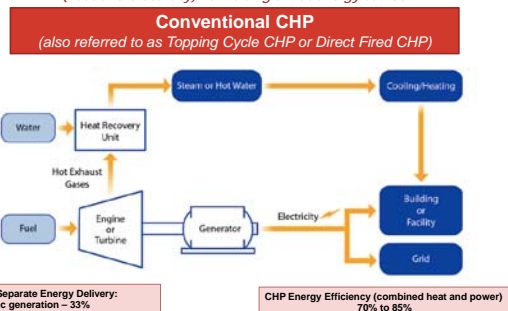 Conventional CHP
(also referred to as Topping Cycle CHP or Direct Fired CHP)
Steam or Hot Water
Cooling/Heating
Water
Heat Recovery
Unit
Hot Exhaust
Gases
Building
or
Facility
Fuel
Engine
or
Turbine
Generator
Electricity
Grid
Separate Energy Delivery:
c generation – 33%
CHP Energy Efficiency (combined heat and power)
70% to 85%